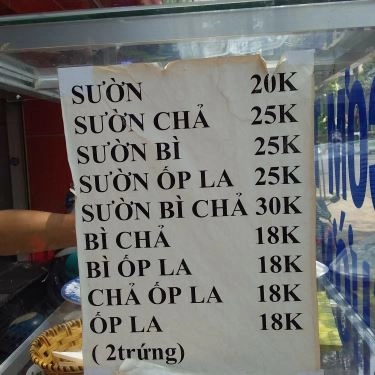 SƯỜN 20K
SƯỜN CHẢ 25K
SƯỜN BÌ 25K
SƯỜN ỐP LA 25K
SƯỜN BÌ CHẢ 30K
BÌ CHẢ 18K
BÌ ỐP LA 18K
CHẢ ỐP LA 18K
ỐP LA 18K
( 2trứng)